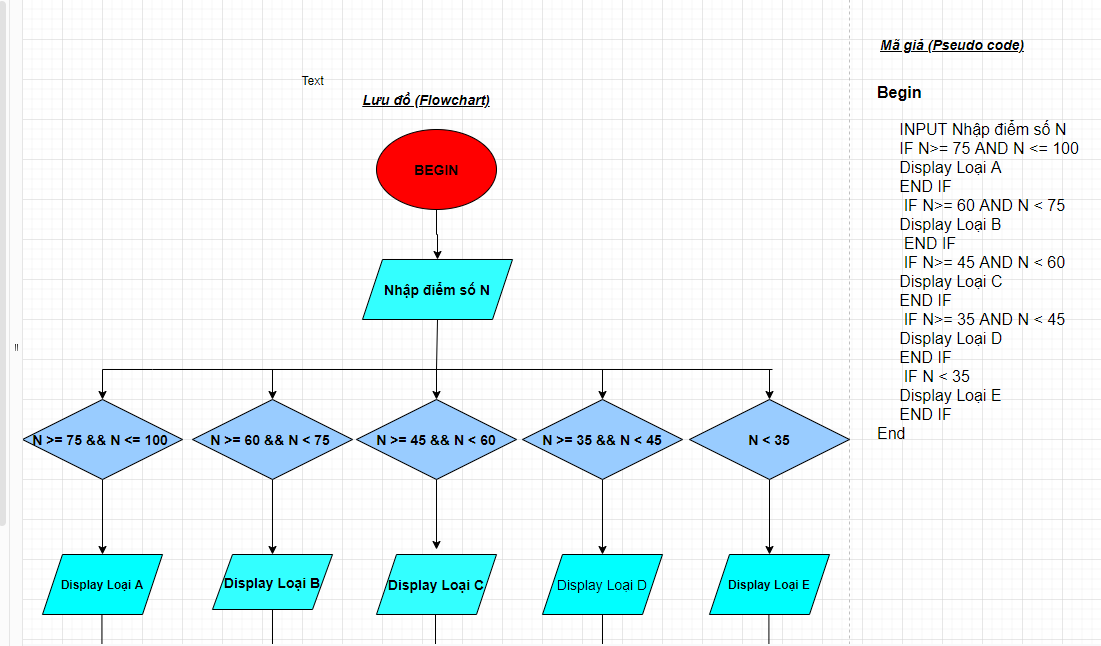 Text
Lưu đồ (Flowchart)
BEGIN
Nhập điểm số N
N >= 75 && N <= 100
N >= 60 && N < 75
N >= 45 && N < 60
N >= 35 && N < 45
N < 35
Display Loại A
Display Loại B
Display Loại C
Display Loại D
Display Loại E
Mã giả (Pseudo code)
Begin
INPUT Nhập điểm số N
IF N>= 75 AND N <= 100
Display Loại A
END IF
IF N>= 60 AND N < 75
Display Loại B
END IF
IF N>= 45 AND N < 60
Display Loại C
END IF
IF N>= 35 AND N < 45
Display Loại D
END IF
IF N < 35
Display Loại E
END IF
End